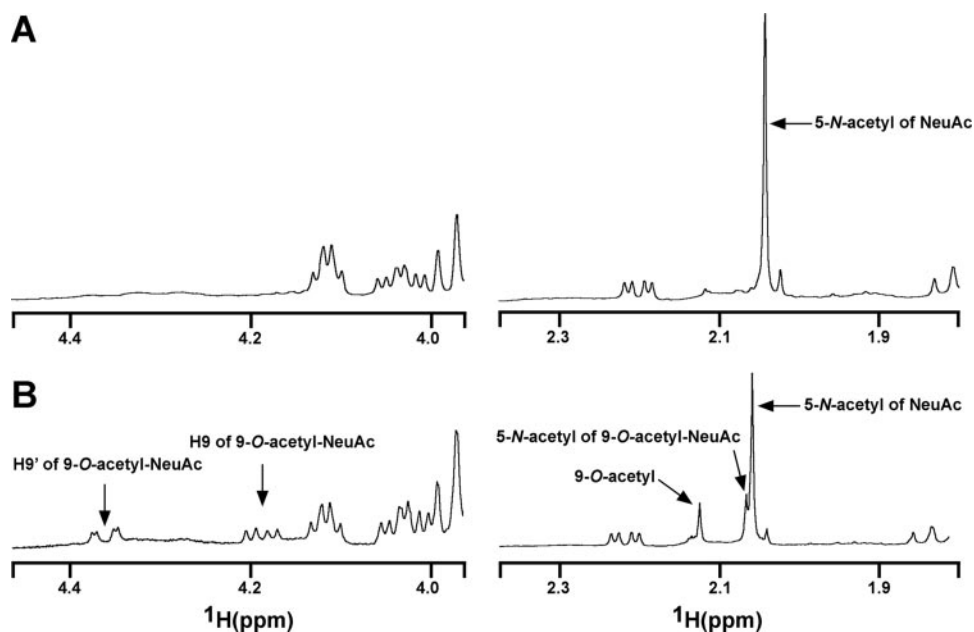 A
5-N-acetyl of NeuAc
4.4 4.2 4.0 2.3 2.1 1.9
B
5-N-acetyl of NeuAc
H9 of 9-O-acetyl-NeuAc 5-N-acetyl of 9-O-acetyl-NeuAc
H9' of 9-O-acetyl-NeuAc 9-O-acetyl
4.4 4.2 4.0 2.3 2.1 1.9
1H(ppm) 1H(ppm)